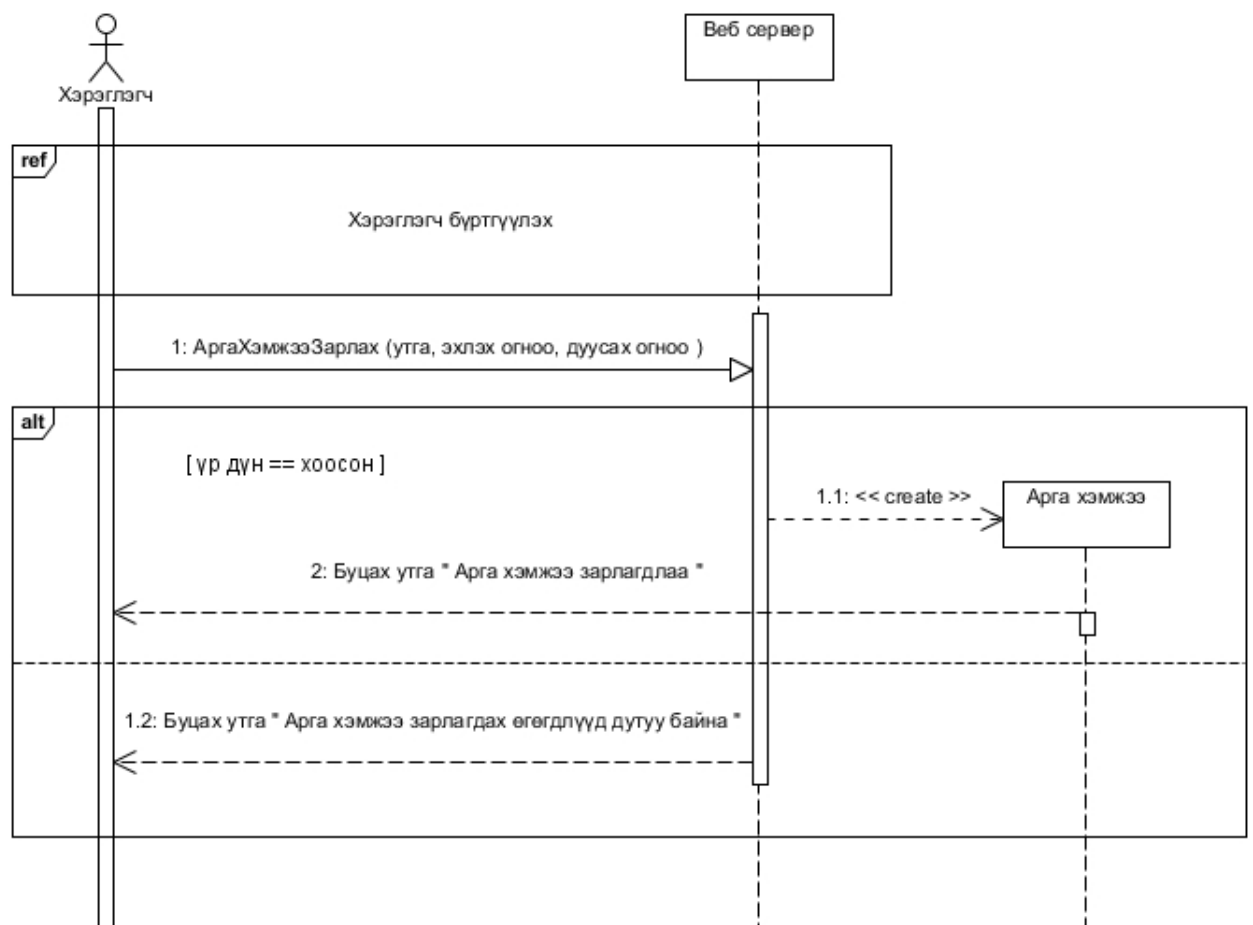 Хэрэглэгч
Веб сервер
ref
Хэрэглэгч бүртгүүлэх
1: АргаХэмжээЗарлах (утга, эхлэх огноо, дуусах огноо )
alt
[ үр дүн == хоосон ]
1.1: << create >>
Арга хэмжээ
2: Буцах утга " Арга хэмжээ зарлагдлаа "
1.2: Буцах утга " Арга хэмжээ зарлагдах өгөгдлүүд дутуу байна "